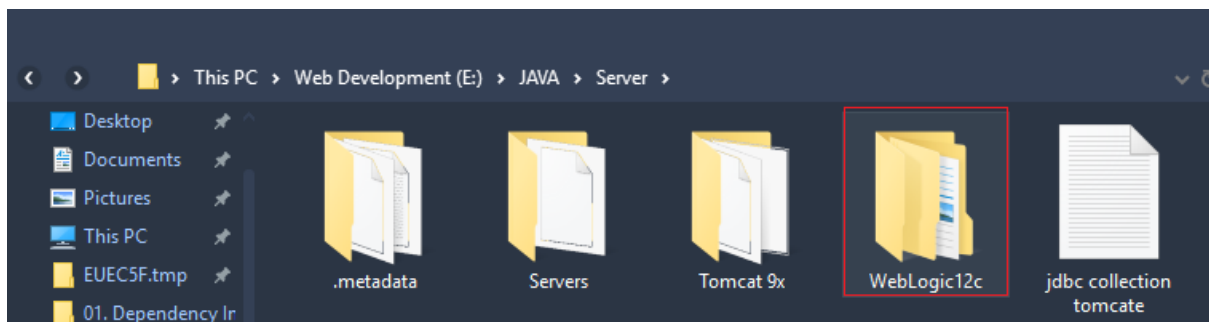 This PC > Web Development (E:) > JAVA > Server >
Desktop
Documents
Pictures
This PC
EUEC5F.tmp
01. Dependency Ir
.metadata
Servers
Tomcat 9x
WebLogic12c
jdbc collection
tomcate